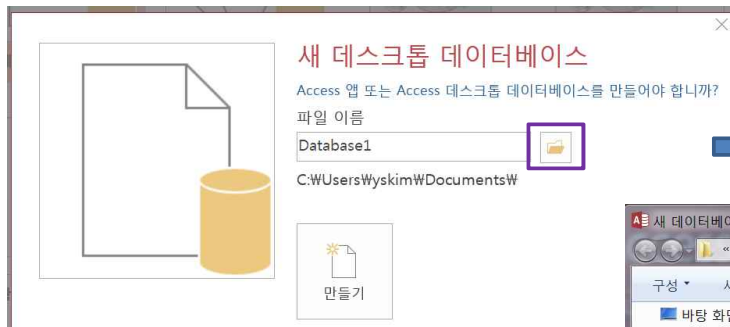 새 데스크톱 데이터베이스
Access 앱 또는 Access 데스크톱 데이터베이스를 만들어야 합니까?
파일 이름
Database1
C:₩Users₩yskim₩Documents₩
만들기
새 데이터베이
«
구성
바탕 화면